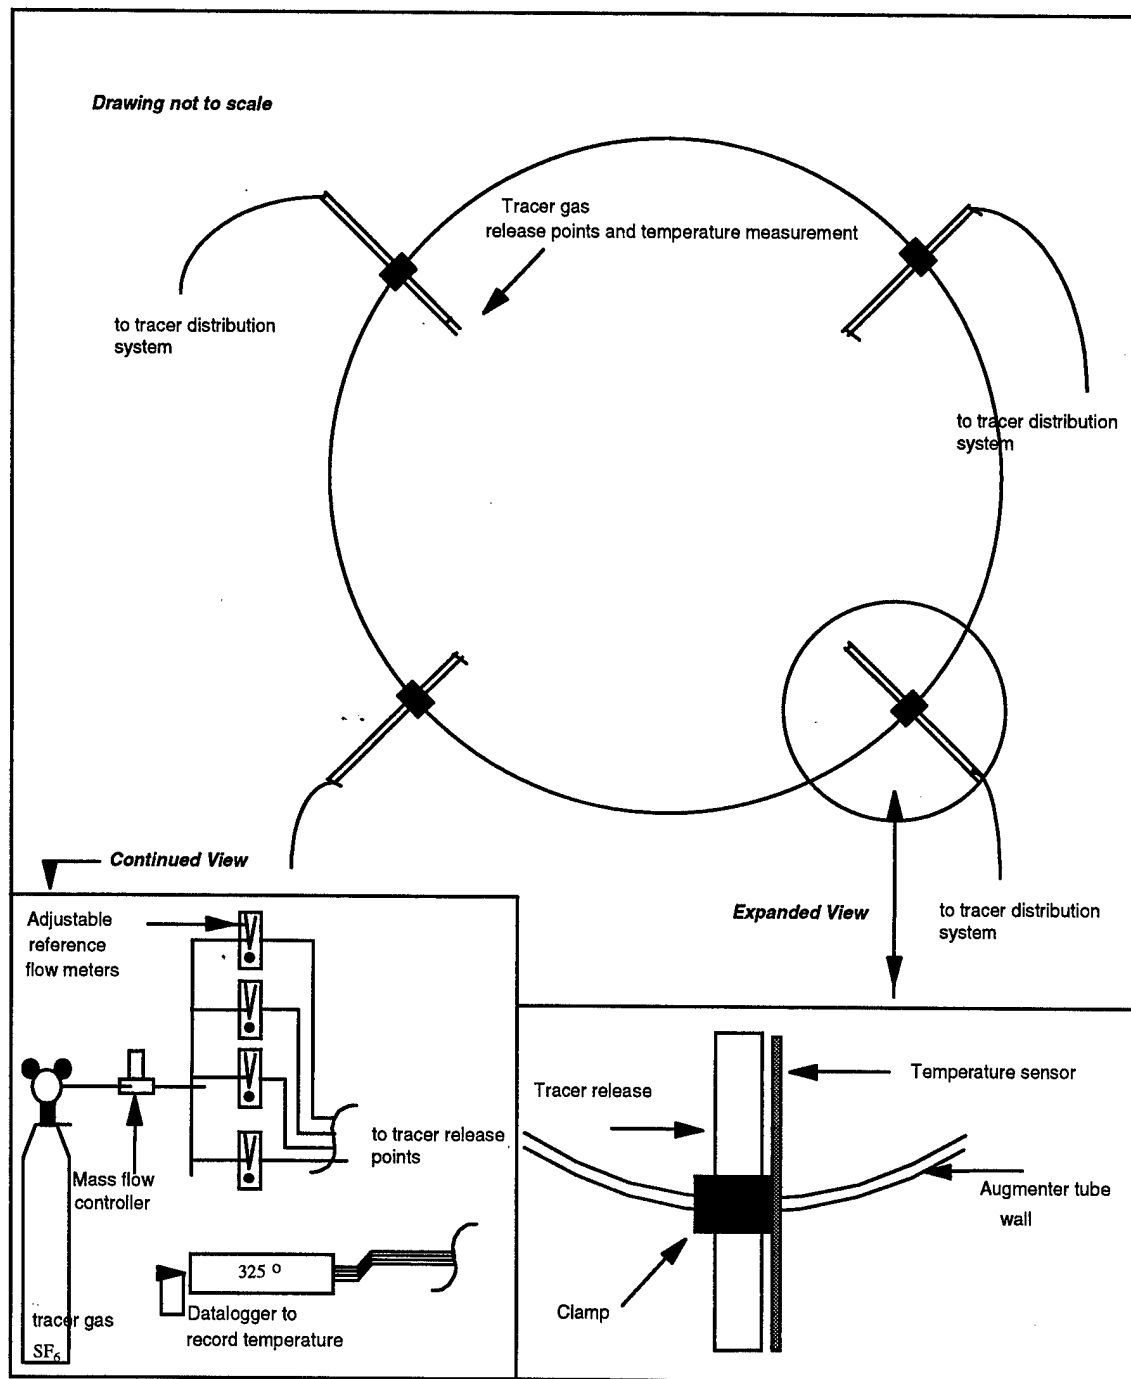 Drawing not to scale
Tracer gas
release points and temperature measurement
to tracer distribution
system
to tracer distribution
system
Continued View
Expanded View
to tracer distribution
system
Adjustable
reference
flow meters
to tracer release
points
Mass flow
controller
325 º
tracer gas
SF₆
Datalogger to
record temperature
Tracer release
Temperature sensor
Augmenter tube
wall
Clamp